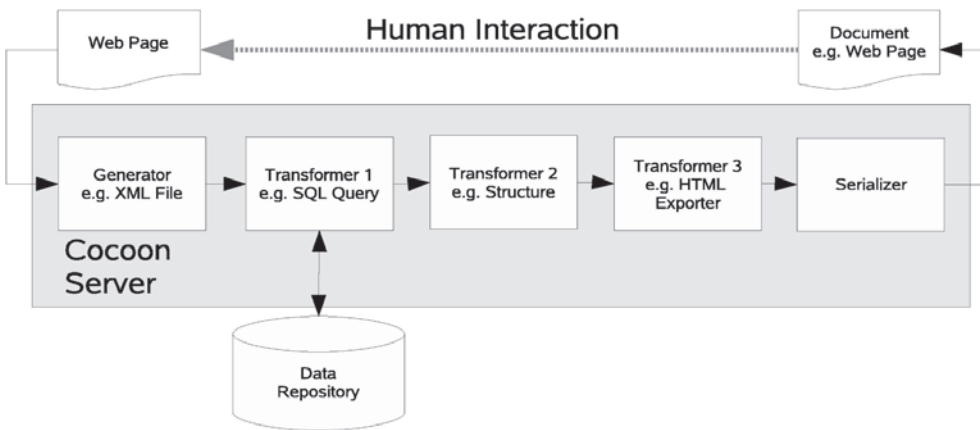 Human Interaction
Web Page
Document
e.g. Web Page
Generator
e.g. XML File
Transformer 1
e.g. SQL Query
Transformer 2
e.g. Structure
Transformer 3
e.g. HTML
Exporter
Serializer
Cocoon
Server
Data
Repository